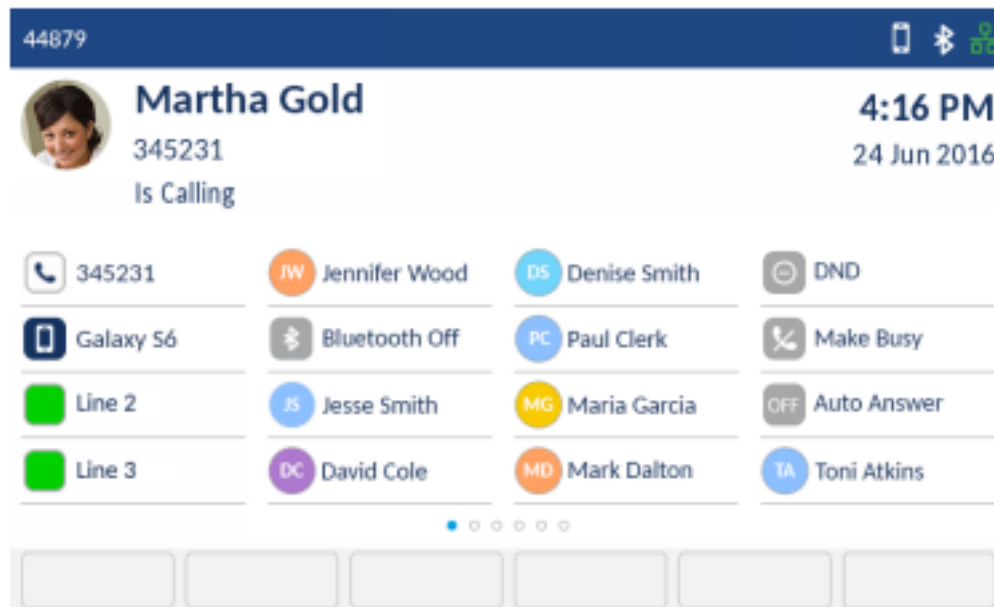 44879
Martha Gold
345231
Is Calling
4:16 PM
24 Jun 2016
345231
JW Jennifer Wood
DS Denise Smith
DND
Galaxy S6
Bluetooth Off
PC Paul Clerk
Make Busy
Line 2
JS Jesse Smith
MG Maria Garcia
OFF Auto Answer
Line 3
DC David Cole
MD Mark Dalton
TA Toni Atkins